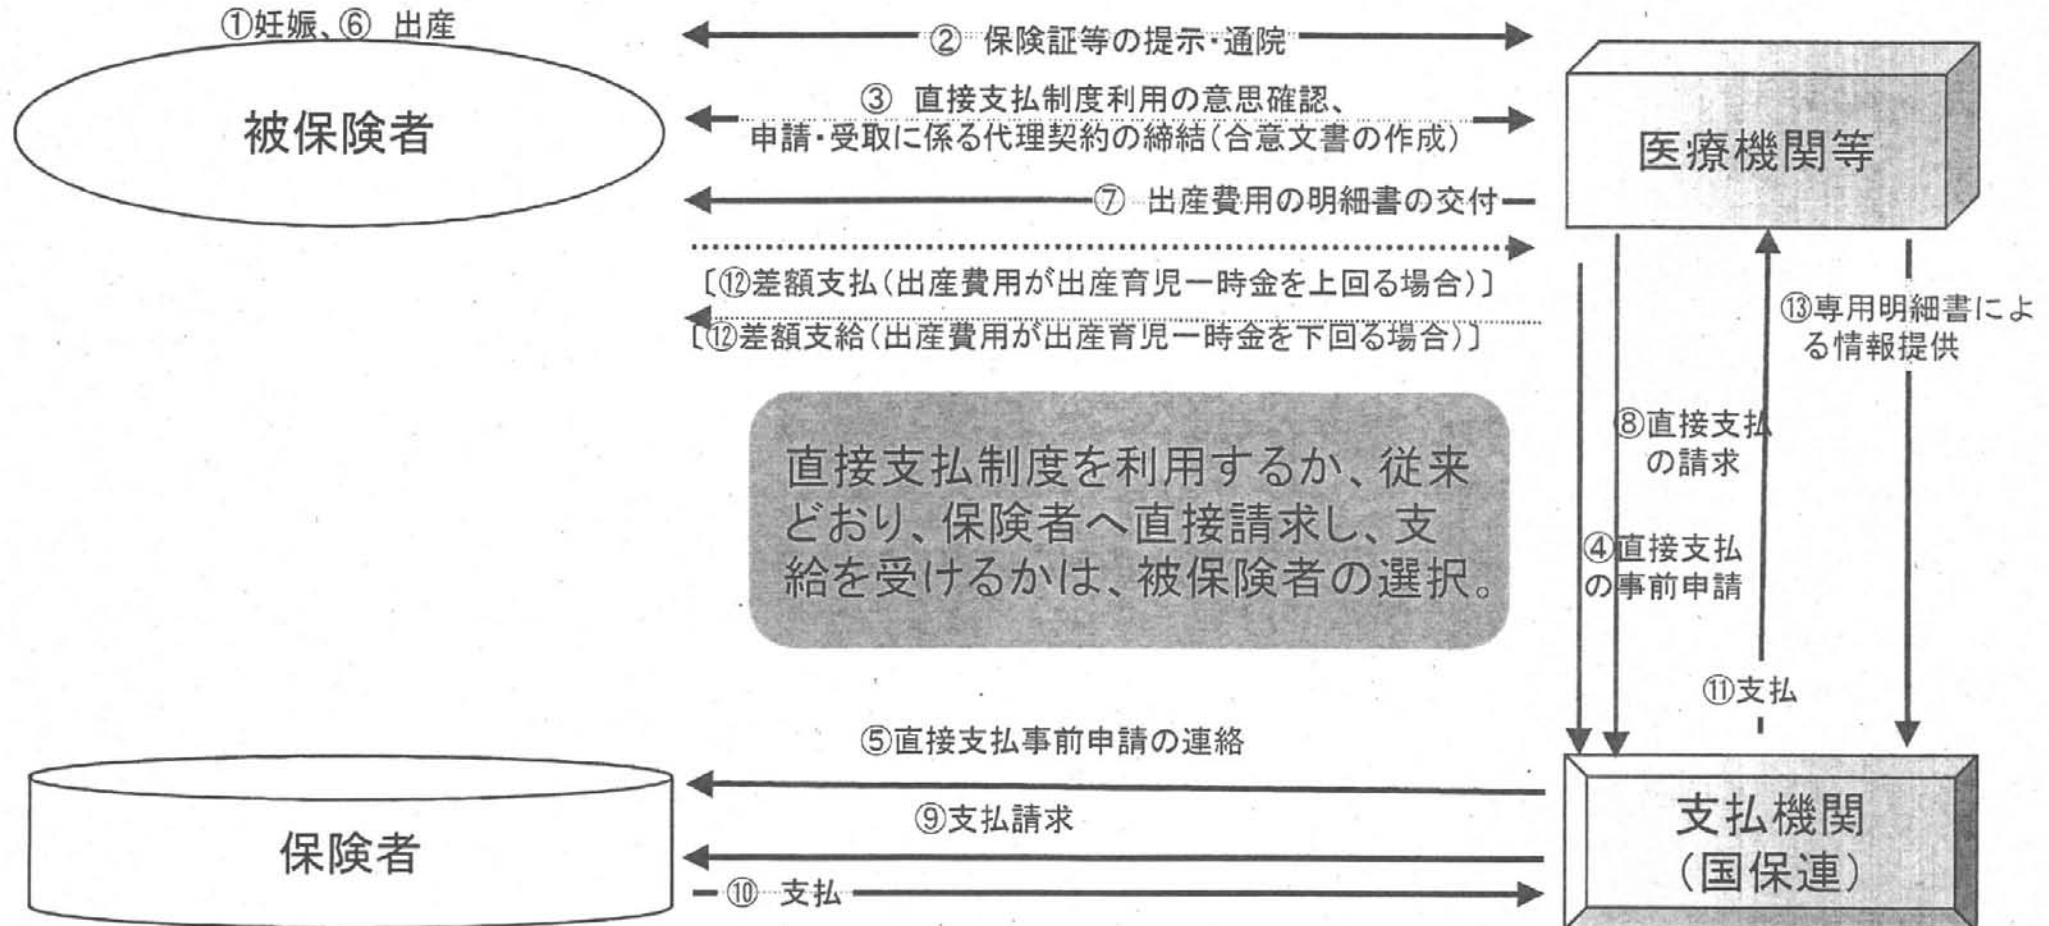 ①妊娠、⑥ 出産
② 保険証等の提示・通院
被保険者
③ 直接支払制度利用の意思確認、
申請・受取に係る代理契約の締結(合意文書の作成)
医療機関等
⑦ 出産費用の明細書の交付
〔⑫差額支払(出産費用が出産育児一時金を上回る場合)〕
〔⑫差額支給(出産費用が出産育児一時金を下回る場合)〕
⑬専用明細書によ
る情報提供
⑧直接支払
の請求
直接支払制度を利用するか、従来
どおり、保険者へ直接請求し、支
給を受けるかは、被保険者の選択。
④直接支払
の事前申請
⑪支払
⑤直接支払事前申請の連絡
⑨支払請求
保険者
⑩ 支払
支払機関
(国保連)